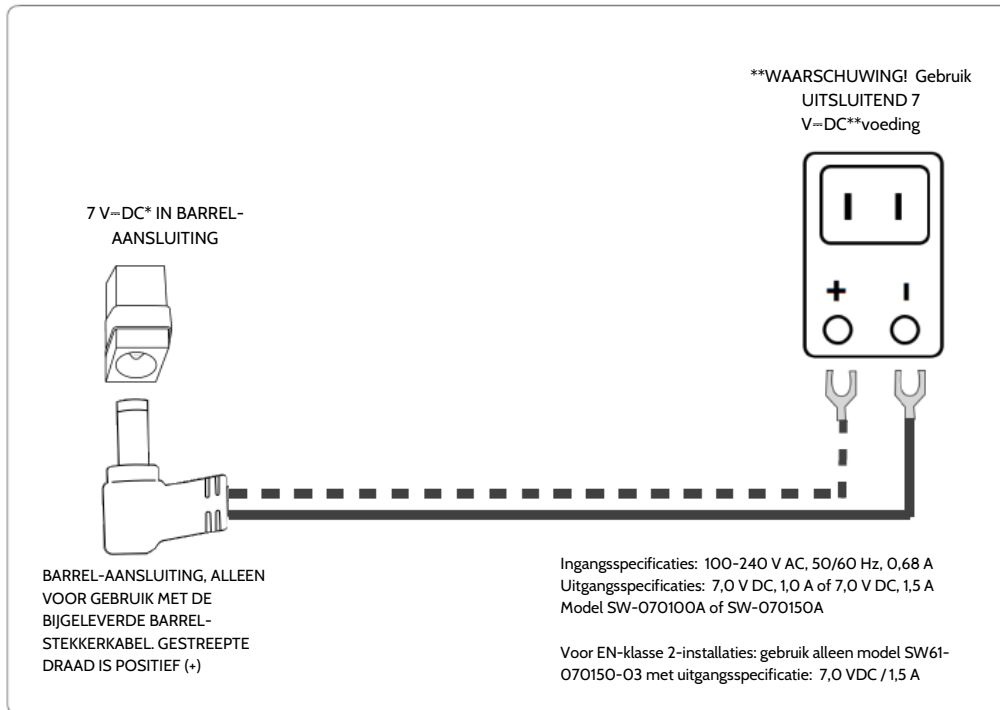 **WAARSCHUWING! Gebruik
UITSLUITEND 7
V⎓DC**voeding
7 V⎓DC* IN BARREL-
AANSLUITING
+ −
BARREL-AANSLUITING, ALLEEN
VOOR GEBRUIK MET DE
BIJGELEVERDE BARREL-
STEKKERKABEL. GESTREEPTE
DRAAD IS POSITIEF (+)
Ingangsspecificaties: 100-240 V AC, 50/60 Hz, 0,68 A
Uitgangsspecificaties: 7,0 V DC, 1,0 A of 7,0 V DC, 1,5 A
Model SW-070100A of SW-070150A
Voor EN-klasse 2-installaties: gebruik alleen model SW61-
070150-03 met uitgangsspecificatie: 7,0 VDC / 1,5 A